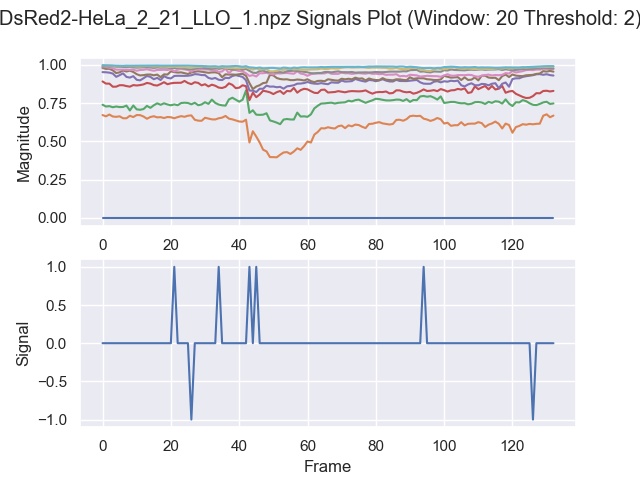 DsRed2-HeLa_2_21_LLO_1.npz Signals Plot (Window: 20 Threshold: 2)
1.00
0.75
0.50
0.25
0.00
Magnitude
0 20 40 60 80 100 120
1.0
0.5
0.0
−0.5
−1.0
Signal
0 20 40 60 80 100 120
Frame